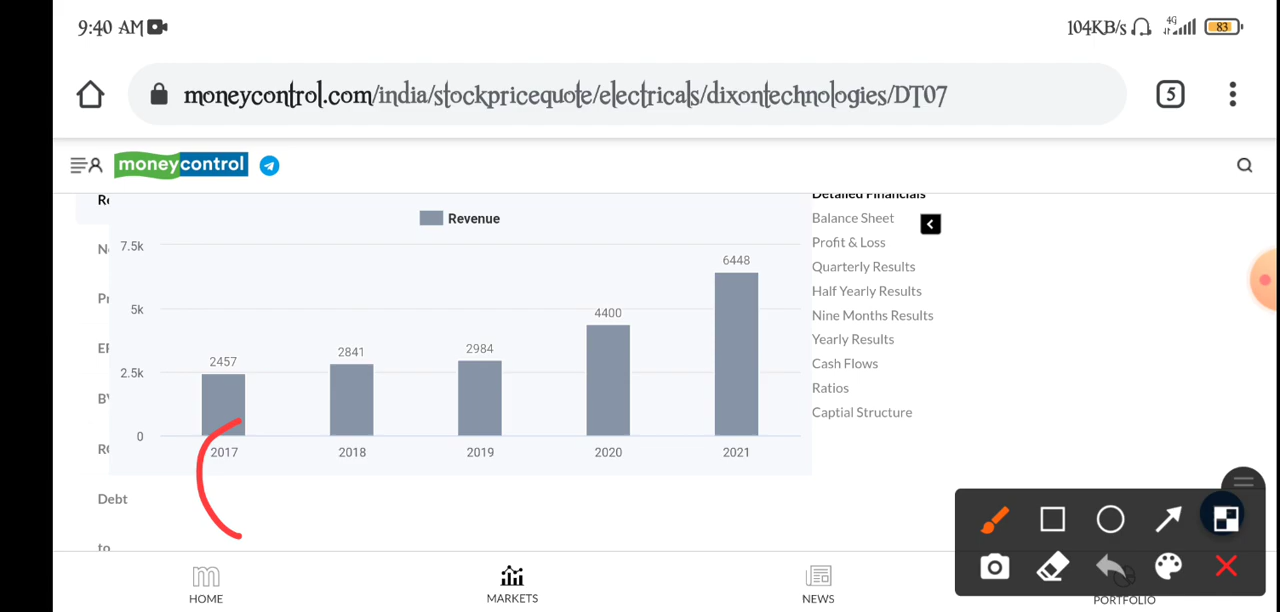 9:40 AM
104KB/s 4G 83
moneycontrol.com/india/stockpricequote/electricals/dixontechnologies/DT07
5
moneycontrol
Detailed Financials
Revenue
Balance Sheet
Profit & Loss
Quarterly Results
Half Yearly Results
Nine Months Results
Yearly Results
Cash Flows
Ratios
Captial Structure
7.5k
5k
2.5k
0
2457
2841
2984
4400
6448
2017
2018
2019
2020
2021
Debt
to
HOME
MARKETS
NEWS
PORTFOLIO